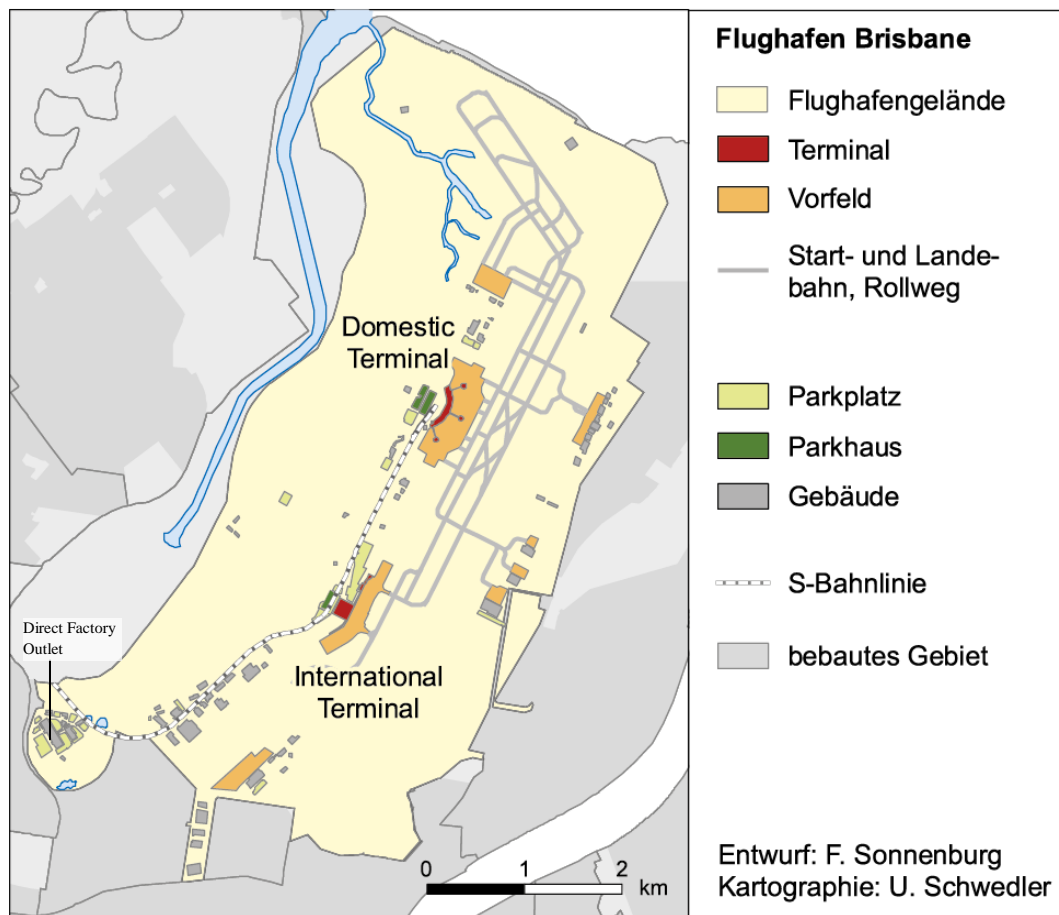 Domestic
Terminal
Direct Factory
Outlet
International
Terminal
0 1 2
km
Flughafen Brisbane
Flughafengelände
Terminal
Vorfeld
Start- und Lande-
bahn, Rollweg
Parkplatz
Parkhaus
Gebäude
S-Bahnlinie
bebautes Gebiet
Entwurf: F. Sonnenburg
Kartographie: U. Schwedler